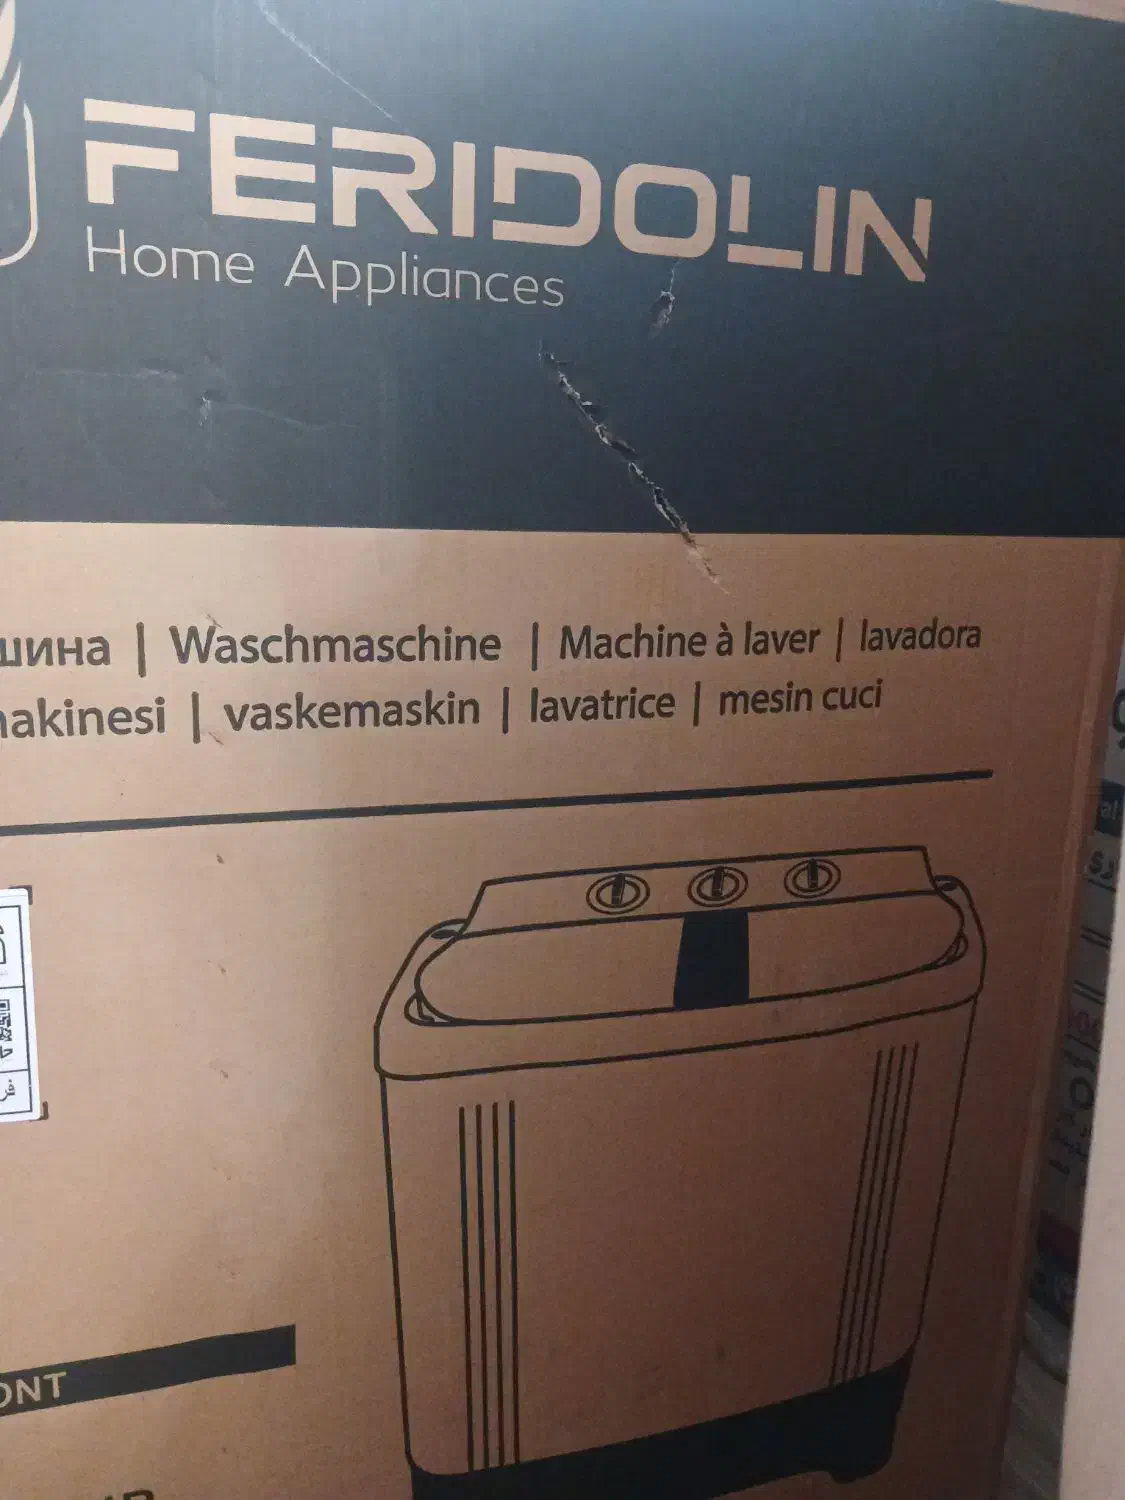 FERIDOLIN
Home Appliances
шина | Waschmaschine | Machine à laver | lavadora
makinesi | vaskemaskin | lavatrice | mesin cuci
ONT